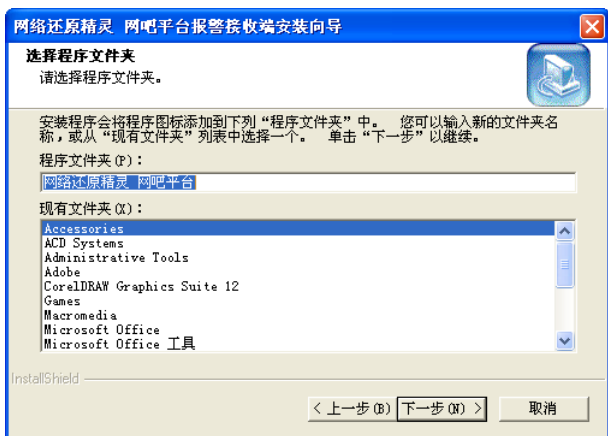 网络还原精灵 网吧平台报警接收端安装向导
选择程序文件夹
请选择程序文件夹。
安装程序会将程序图标添加到下列“程序文件夹”中。 您可以输入新的文件夹名
称，或从“现有文件夹”列表中选择一个。 单击“下一步”以继续。
程序文件夹(P)：
网络还原精灵 网吧平台
现有文件夹(X)：
Accessories
ACD Systems
Administrative Tools
Adobe
CorelDRAW Graphics Suite 12
Games
Macromedia
Microsoft Office
Microsoft Office 工具
InstallShield
< 上一步(B) 下一步(N) > 取消